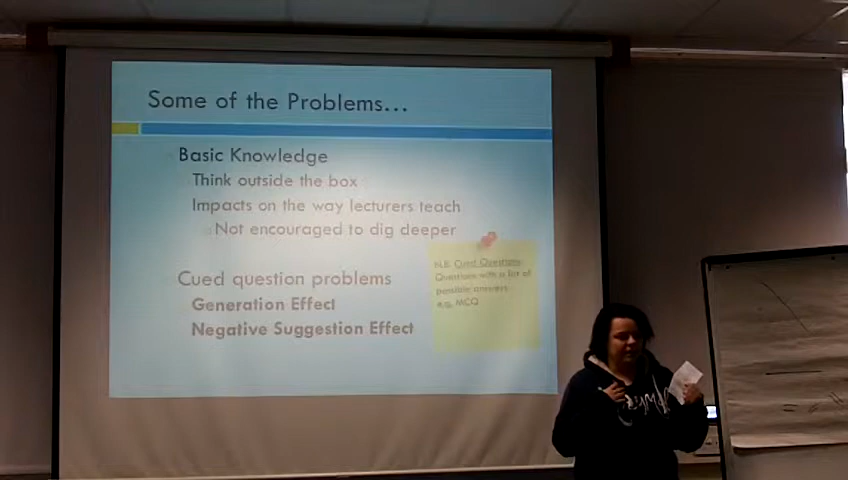 Some of the Problems...
Basic Knowledge
Think outside the box
Impacts on the way lecturers teach
Not encouraged to dig deeper
N.B. Cued Questions
Questions with a list of
possible answers
e.g. MCQ
Cued question problems
Generation Effect
Negative Suggestion Effect